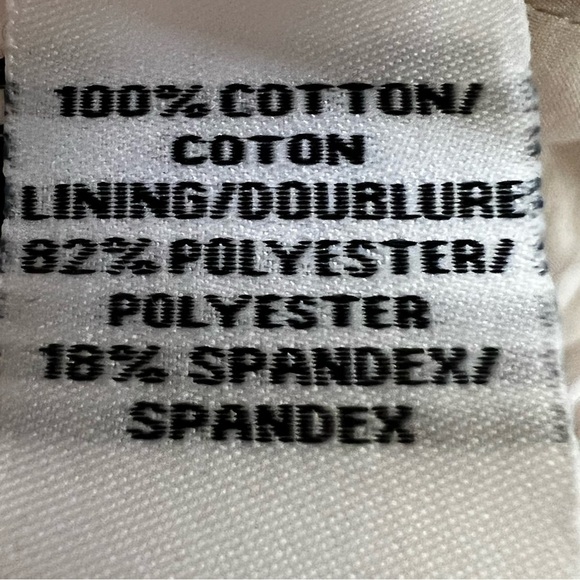 100% COTTON/
COTON
LINING/DOUBLURE
82% POLYESTER/
POLYESTER
18% SPANDEX/
SPANDEX